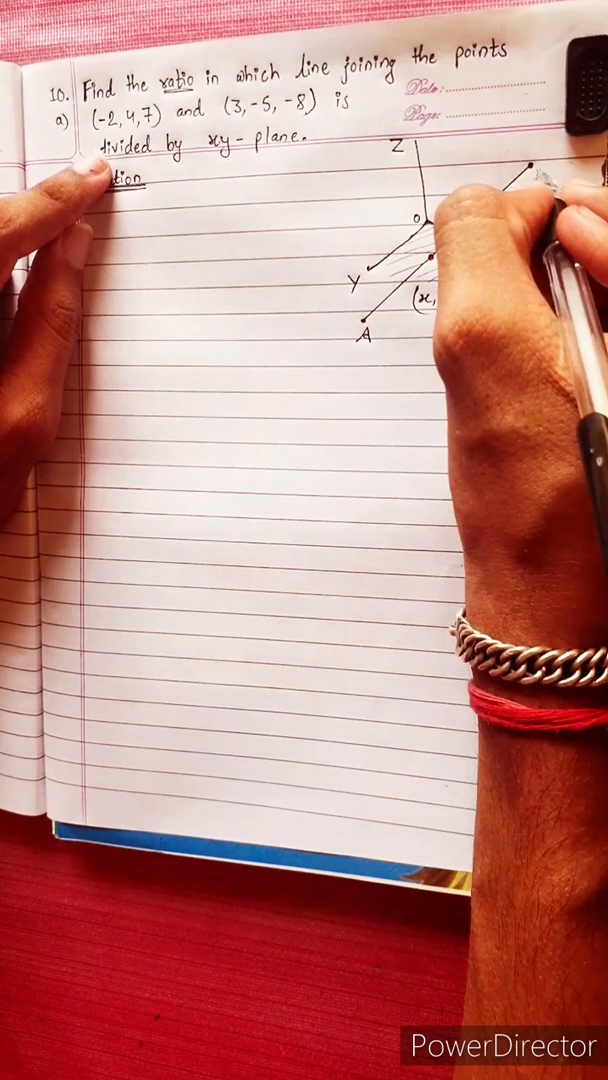 10. Find the ratio in which line joining the points
a) (-2,4,7) and (3,-5,-8) is
divided by xy-plane.
Date:
Page:
Z
O
Y
(x,
A
PowerDirector